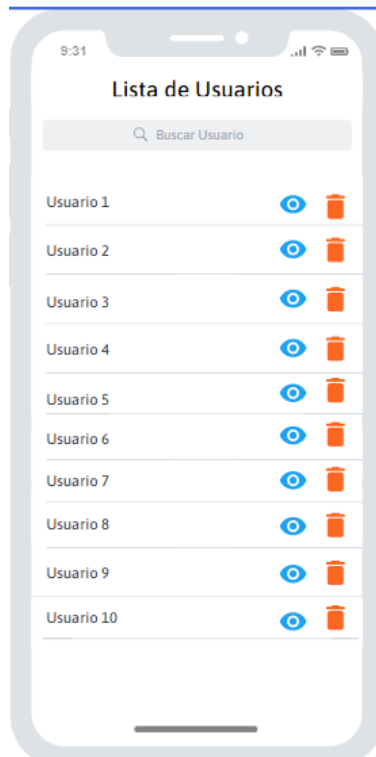 9:31
Lista de Usuarios
Buscar Usuario
Usuario 1
Usuario 2
Usuario 3
Usuario 4
Usuario 5
Usuario 6
Usuario 7
Usuario 8
Usuario 9
Usuario 10